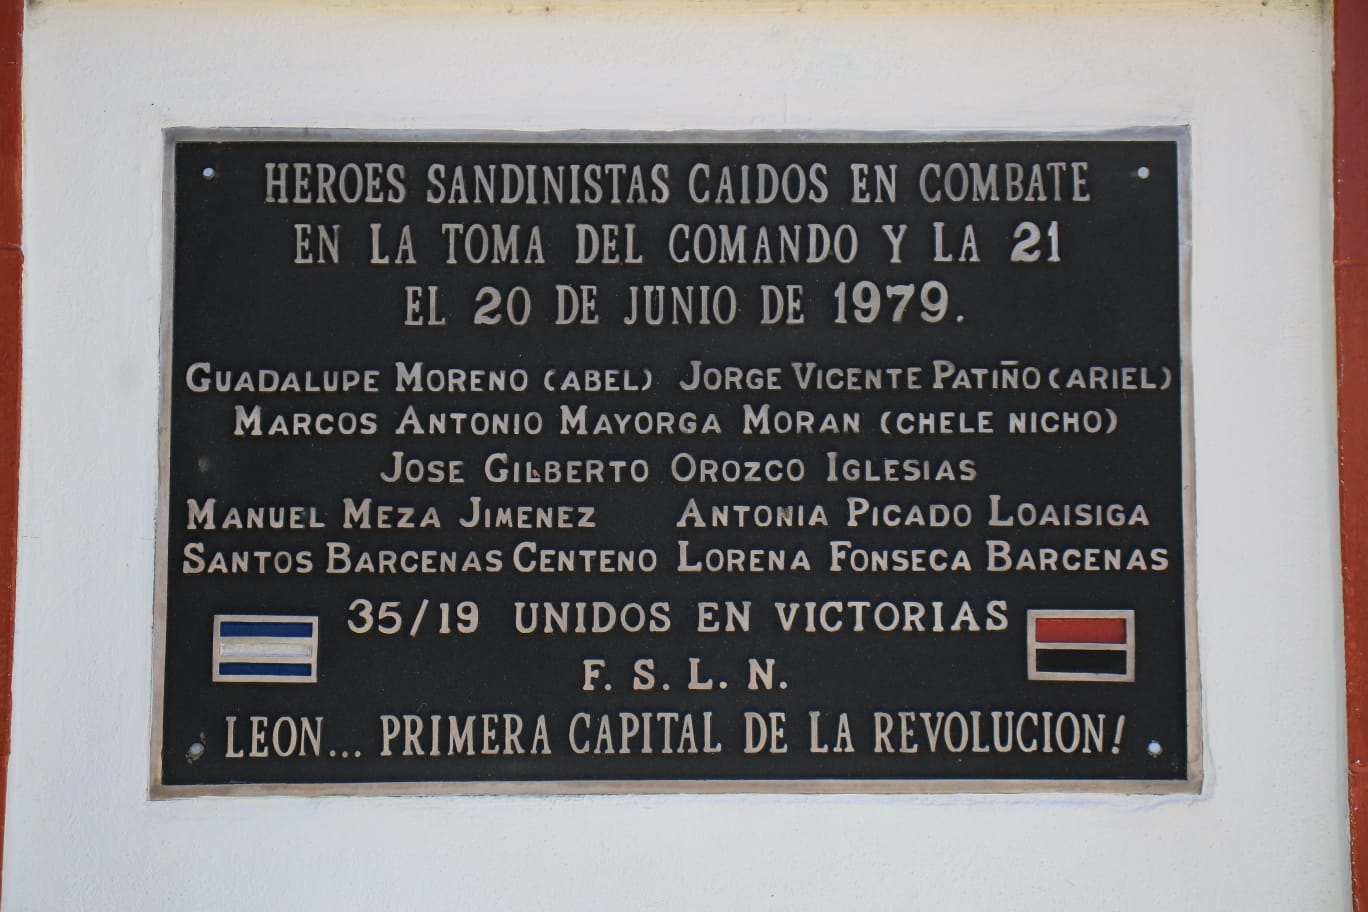 HEROES SANDINISTAS CAIDOS EN COMBATE
EN LA TOMA DEL COMANDO Y LA 21
EL 20 DE JUNIO DE 1979.
GUADALUPE MORENO (ABEL) JORGE VICENTE PATIÑO (ARIEL)
MARCOS ANTONIO MAYORGA MORAN (CHELE NICHO)
JOSE GILBERTO OROZCO IGLESIAS
MANUEL MEZA JIMENEZ ANTONIA PICADO LOAISIGA
SANTOS BARCENAS CENTENO LORENA FONSECA BARCENAS
35/19 UNIDOS EN VICTORIAS
F. S. L. N.
LEON... PRIMERA CAPITAL DE LA REVOLUCION!